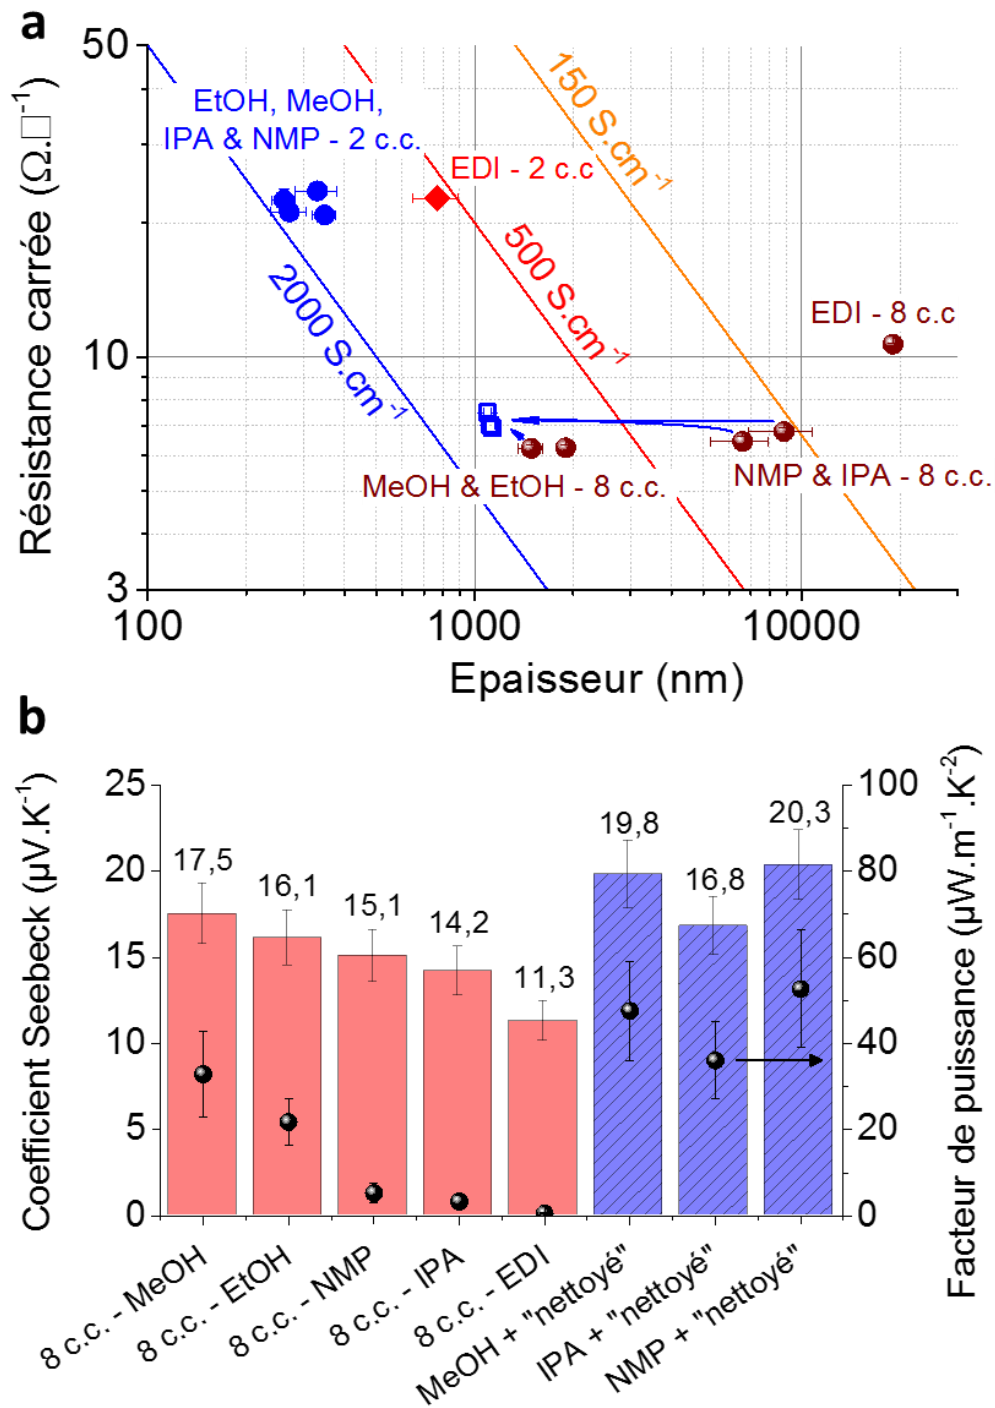 a
Résistance carrée (Ω.□⁻¹)
50
10
3
EtOH, MeOH,
IPA & NMP - 2 c.c.
EDI - 2 c.c
150 S.cm⁻¹
500 S.cm⁻¹
2000 S.cm⁻¹
EDI - 8 c.c
MeOH & EtOH - 8 c.c.
NMP & IPA - 8 c.c.
100
1000
10000
Epaisseur (nm)
b
Coefficient Seebeck (µV.K⁻¹)
25
20
15
10
5
0
17,5
16,1
15,1
14,2
11,3
19,8
16,8
20,3
100
80
60
40
20
0
Facteur de puissance (µW.m⁻¹.K⁻²)
8 c.c. - MeOH
8 c.c. - EtOH
8 c.c. - NMP
8 c.c. - IPA
8 c.c. - EDI
MeOH + "nettoyé"
IPA + "nettoyé"
NMP + "nettoyé"